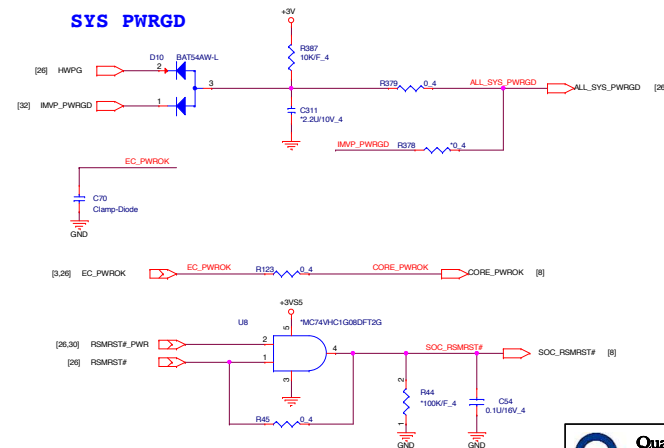 SYS PWRGD
+3V
R387
10K/F_4
D10 BAT54AW-L
[26] HWPG 2
3
R379 0_4 ALL_SYS_PWRGD
ALL_SYS_PWRGD [26
[32] IMVP_PWRGD 1
C311
*2.2U/10V_4
IMVP_PWRGD R378 *0_4
EC_PWROK
C70
Clamp-Diode
GND
[3,26] EC_PWROK EC_PWROK R123 0_4 CORE_PWROK CORE_PWROK [8]
+3VS5
U8 *MC74VHC1G08DFT2G
5
[26,30] RSMRST#_PWR 2
4 SOC_RSMRST# SOC_RSMRST# [8]
[26] RSMRST# 1
3
2
R44
*100K/F_4
1
C54
0.1U/16V_4
R45 0_4
GND GND
Qua